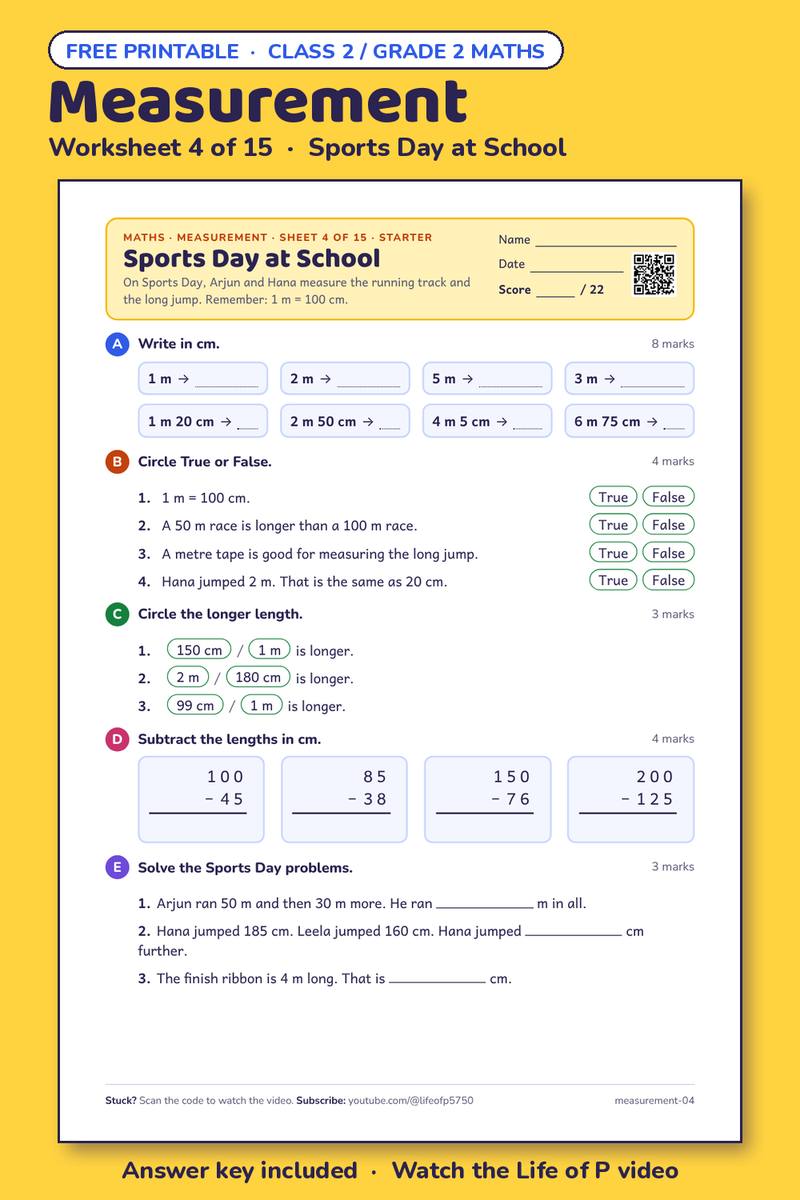 FREE PRINTABLE · CLASS 2 / GRADE 2 MATHS
Measurement
Worksheet 4 of 15 · Sports Day at School
MATHS · MEASUREMENT · SHEET 4 OF 15 · STARTER
Sports Day at School
On Sports Day, Arjun and Hana measure the running track and
the long jump. Remember: 1 m = 100 cm.
Name
Date
Score / 22
A Write in cm. 8 marks
1 m → 2 m → 5 m → 3 m →
1 m 20 cm → 2 m 50 cm → 4 m 5 cm → 6 m 75 cm →
B Circle True or False. 4 marks
1. 1 m = 100 cm. True False
2. A 50 m race is longer than a 100 m race. True False
3. A metre tape is good for measuring the long jump. True False
4. Hana jumped 2 m. That is the same as 20 cm. True False
C Circle the longer length. 3 marks
1. 150 cm / 1 m is longer.
2. 2 m / 180 cm is longer.
3. 99 cm / 1 m is longer.
D Subtract the lengths in cm. 4 marks
100 85 150 200
− 45 − 38 − 76 − 125
E Solve the Sports Day problems. 3 marks
1. Arjun ran 50 m and then 30 m more. He ran ____ m in all.
2. Hana jumped 185 cm. Leela jumped 160 cm. Hana jumped ____ cm
further.
3. The finish ribbon is 4 m long. That is ____ cm.
Stuck? Scan the code to watch the video. Subscribe: youtube.com/@lifeofp5750 measurement-04
Answer key included · Watch the Life of P video